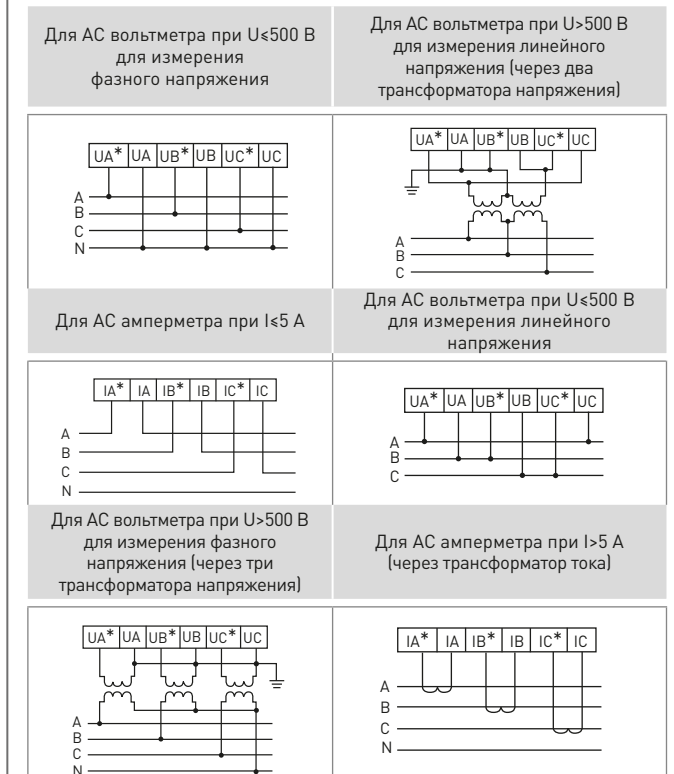 Для АС вольтметра при U≤500 В
для измерения
фазного напряжения
Для АС вольтметра при U>500 В
для измерения линейного
напряжения (через два
трансформатора напряжения)
UA* UA UB* UB UC* UC
A
B
C
N
UA* UA UB* UB UC* UC
A
B
C
Для АС амперметра при I≤5 А
Для АС вольтметра при U≤500 В
для измерения линейного
напряжения
IA* IA IB* IB IC* IC
A
B
C
N
UA* UA UB* UB UC* UC
A
B
C
Для АС вольтметра при U>500 В
для измерения фазного
напряжения (через три
трансформатора напряжения)
Для АС амперметра при I>5 А
(через трансформатор тока)
UA* UA UB* UB UC* UC
A
B
C
N
IA* IA IB* IB IC* IC
A
B
C
N